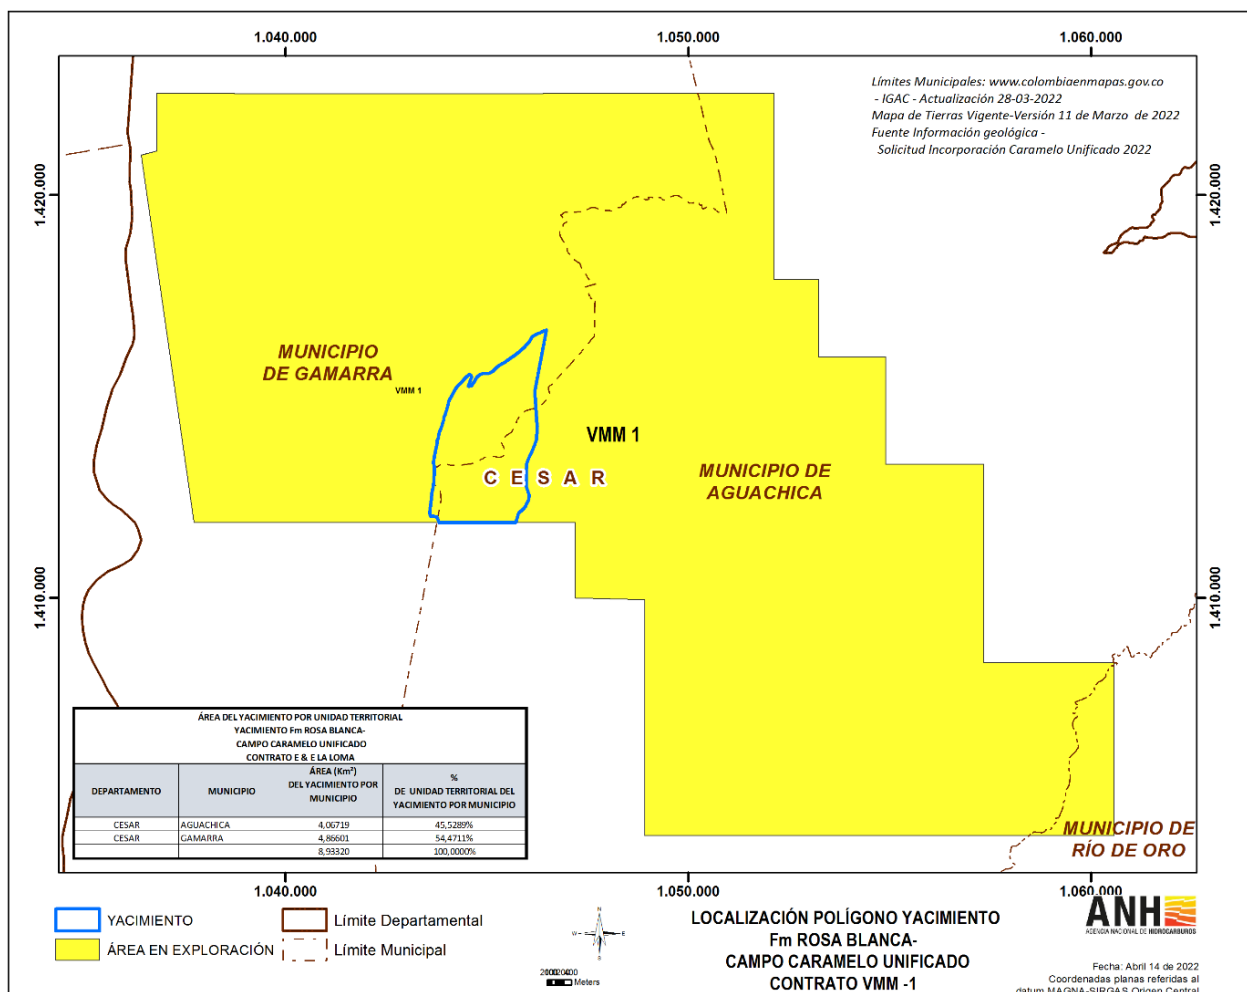 1.040.000
1.050.000
1.060.000
Límites Municipales: www.colombiaenmapas.gov.co
- IGAC - Actualización 28-03-2022
Mapa de Tierras Vigente-Versión 11 de Marzo de 2022
Fuente Información geológica -
Solicitud Incorporación Caramelo Unificado 2022
1.420.000
1.420.000
MUNICIPIO
DE GAMARRA
VMM 1
VMM 1
CESAR
MUNICIPIO DE
AGUACHICA
1.410.000
1.410.000
ÁREA DEL YACIMIENTO POR UNIDAD TERRITORIAL
YACIMIENTO Fm ROSA BLANCA-
CAMPO CARAMELO UNIFICADO
CONTRATO E & E LA LOMA
DEPARTAMENTO
MUNICIPIO
ÁREA (Km²)
DEL YACIMIENTO POR
MUNICIPIO
%
DE UNIDAD TERRITORIAL DEL
YACIMIENTO POR MUNICIPIO
CESAR AGUACHICA 4,06719 45,5289%
CESAR GAMARRA 4,86601 54,4711%
8,93320 100,0000%
MUNICIPIO DE
RÍO DE ORO
1.040.000
1.050.000
1.060.000
YACIMIENTO
ÁREA EN EXPLORACIÓN
Límite Departamental
Límite Municipal
N
W
E
S
Meters
LOCALIZACIÓN POLÍGONO YACIMIENTO
Fm ROSA BLANCA-
CAMPO CARAMELO UNIFICADO
CONTRATO VMM -1
ANH
AGENCIA NACIONAL DE HIDROCARBUROS
Fecha: Abril 14 de 2022
Coordenadas planas referidas al
datum MAGNA-SIRGAS Origen Central